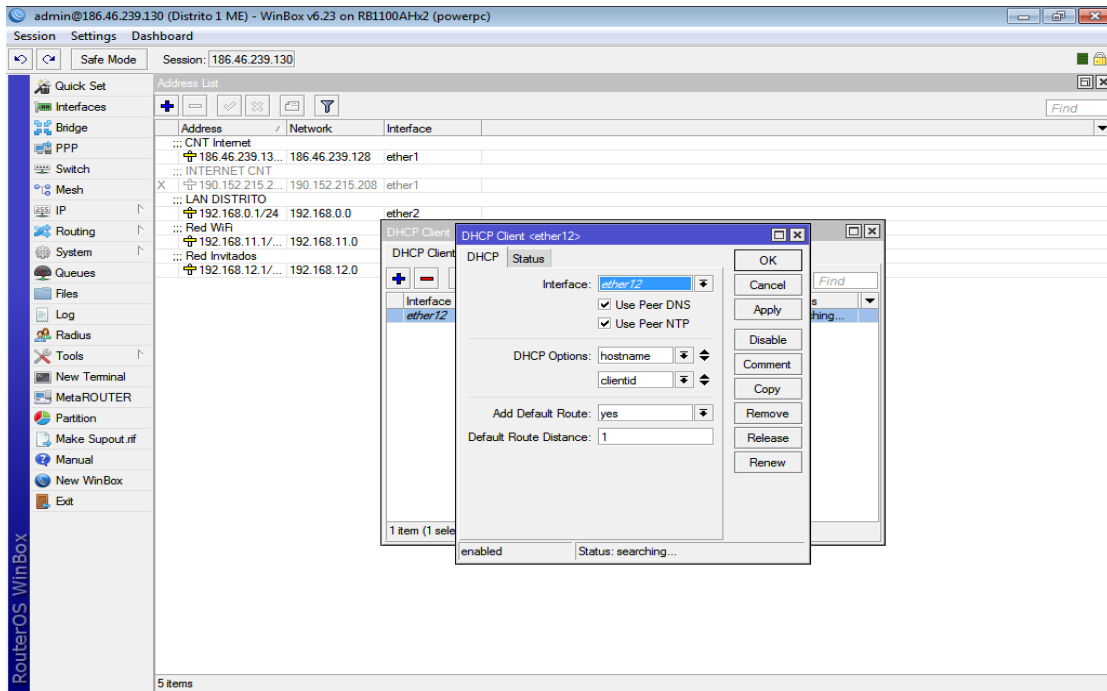 admin@186.46.239.130 (Distrito 1 ME) - WinBox v6.23 on RB1100AHx2 (powerpc)
Session Settings Dashboard
Safe Mode Session: 186.46.239.130
Quick Set
Interfaces
Bridge
PPP
Switch
Mesh
IP
Routing
System
Queues
Files
Log
Radius
Tools
New Terminal
MetaROUTER
Partition
Make Supout.rif
Manual
New WinBox
Exit
RouterOS WinBox
Address List
Find
Address / Network Interface
;;; CNT Internet
186.46.239.13... 186.46.239.128 ether1
;;; INTERNET CNT
X 190.152.215.2... 190.152.215.208 ether1
;;; LAN DISTRITO
192.168.0.1/24 192.168.0.0 ether2
;;; Red WiFi
192.168.11.1/... 192.168.11.0
;;; Red Invitados
192.168.12.1/... 192.168.12.0
5 items
DHCP Client
DHCP Client
Find
Interface s
ether12 hing...
1 item (1 sele
DHCP Client <ether12>
DHCP Status
Interface: ether12
Use Peer DNS
Use Peer NTP
DHCP Options: hostname
clientid
Add Default Route: yes
Default Route Distance: 1
OK
Cancel
Apply
Disable
Comment
Copy
Remove
Release
Renew
enabled Status: searching...